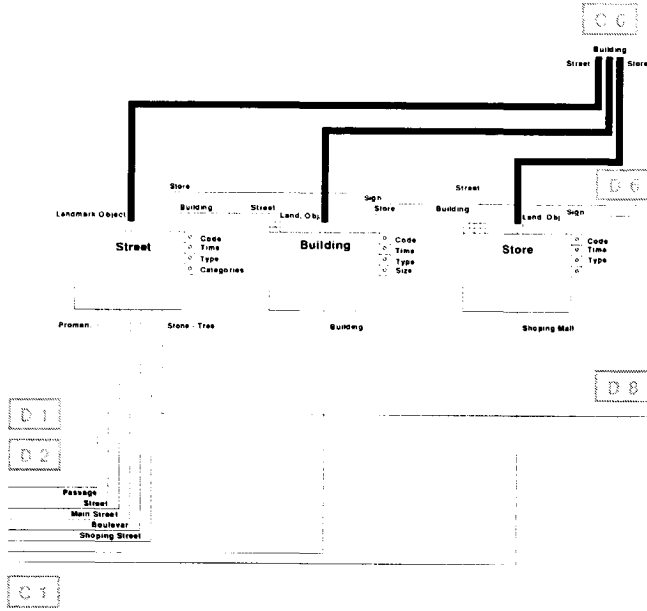 C 6
Building
Street Store
D 6
Store Street
Sign
Building Street Store Building
Landmark Object Land. Obj. Land Obj Sign
Street Building Store
Code Code Code
Time Time Time
Type Type Type
Categories Size
Proman. Stone - Tree Building Shoping Mall
D 8
D 1
D 2
Passage
Street
Main Street
Boulevar
Shoping Street
C 1